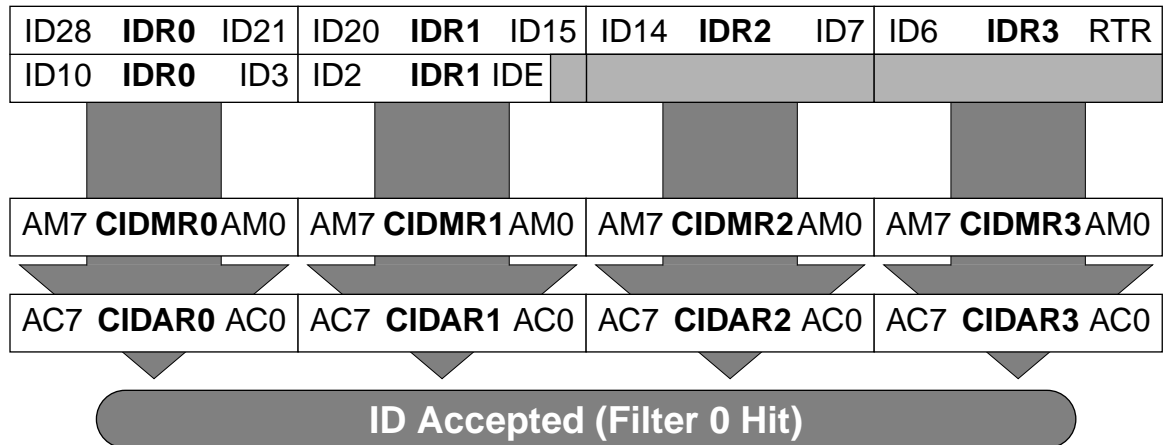 ID28 IDR0 ID21 ID20 IDR1 ID15 ID14 IDR2 ID7 ID6 IDR3 RTR
ID10 IDR0 ID3 ID2 IDR1 IDE
AM7 CIDMR0 AM0 AM7 CIDMR1 AM0 AM7 CIDMR2 AM0 AM7 CIDMR3 AM0
AC7 CIDAR0 AC0 AC7 CIDAR1 AC0 AC7 CIDAR2 AC0 AC7 CIDAR3 AC0
ID Accepted (Filter 0 Hit)